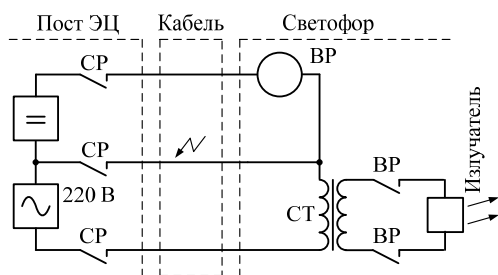 Пост ЭЦ
Кабель
Светофор
СР
ВР
СР
ВР
Излучатель
220 В
СТ
СР
ВР